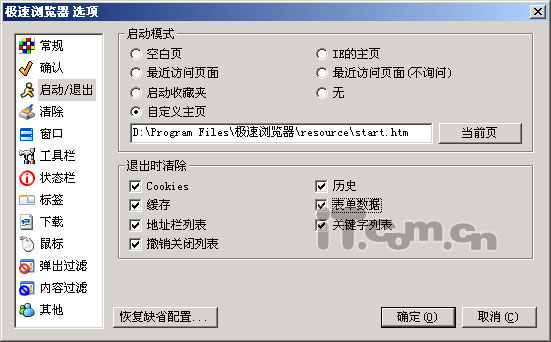 极速浏览器 选项
常规
确认
启动/退出
清除
窗口
工具栏
状态栏
标签
下载
鼠标
弹出过滤
内容过滤
其他
启动模式
空白页
IE的主页
最近访问页面
最近访问页面(不询问)
启动收藏夹
无
自定义主页
D:\Program Files\极速浏览器\resource\start.htm
当前页
退出时清除
Cookies
历史
缓存
表单数据
地址栏列表
关键字列表
撤销关闭列表
iT.com.cn
恢复缺省配置...
确定(O)
取消(C)